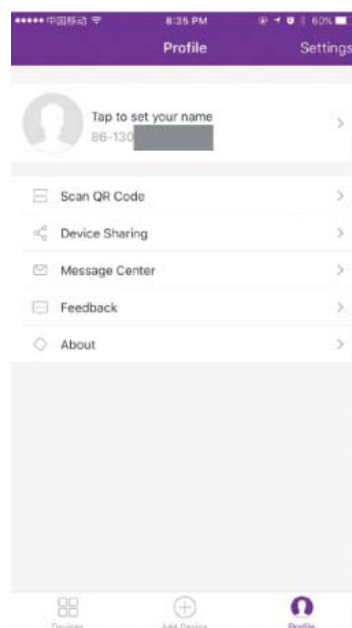 中国移动 8:35 PM 60%
Profile Settings
Tap to set your name
86-130
Scan QR Code
Device Sharing
Message Center
Feedback
About
Devices Add Device Profile